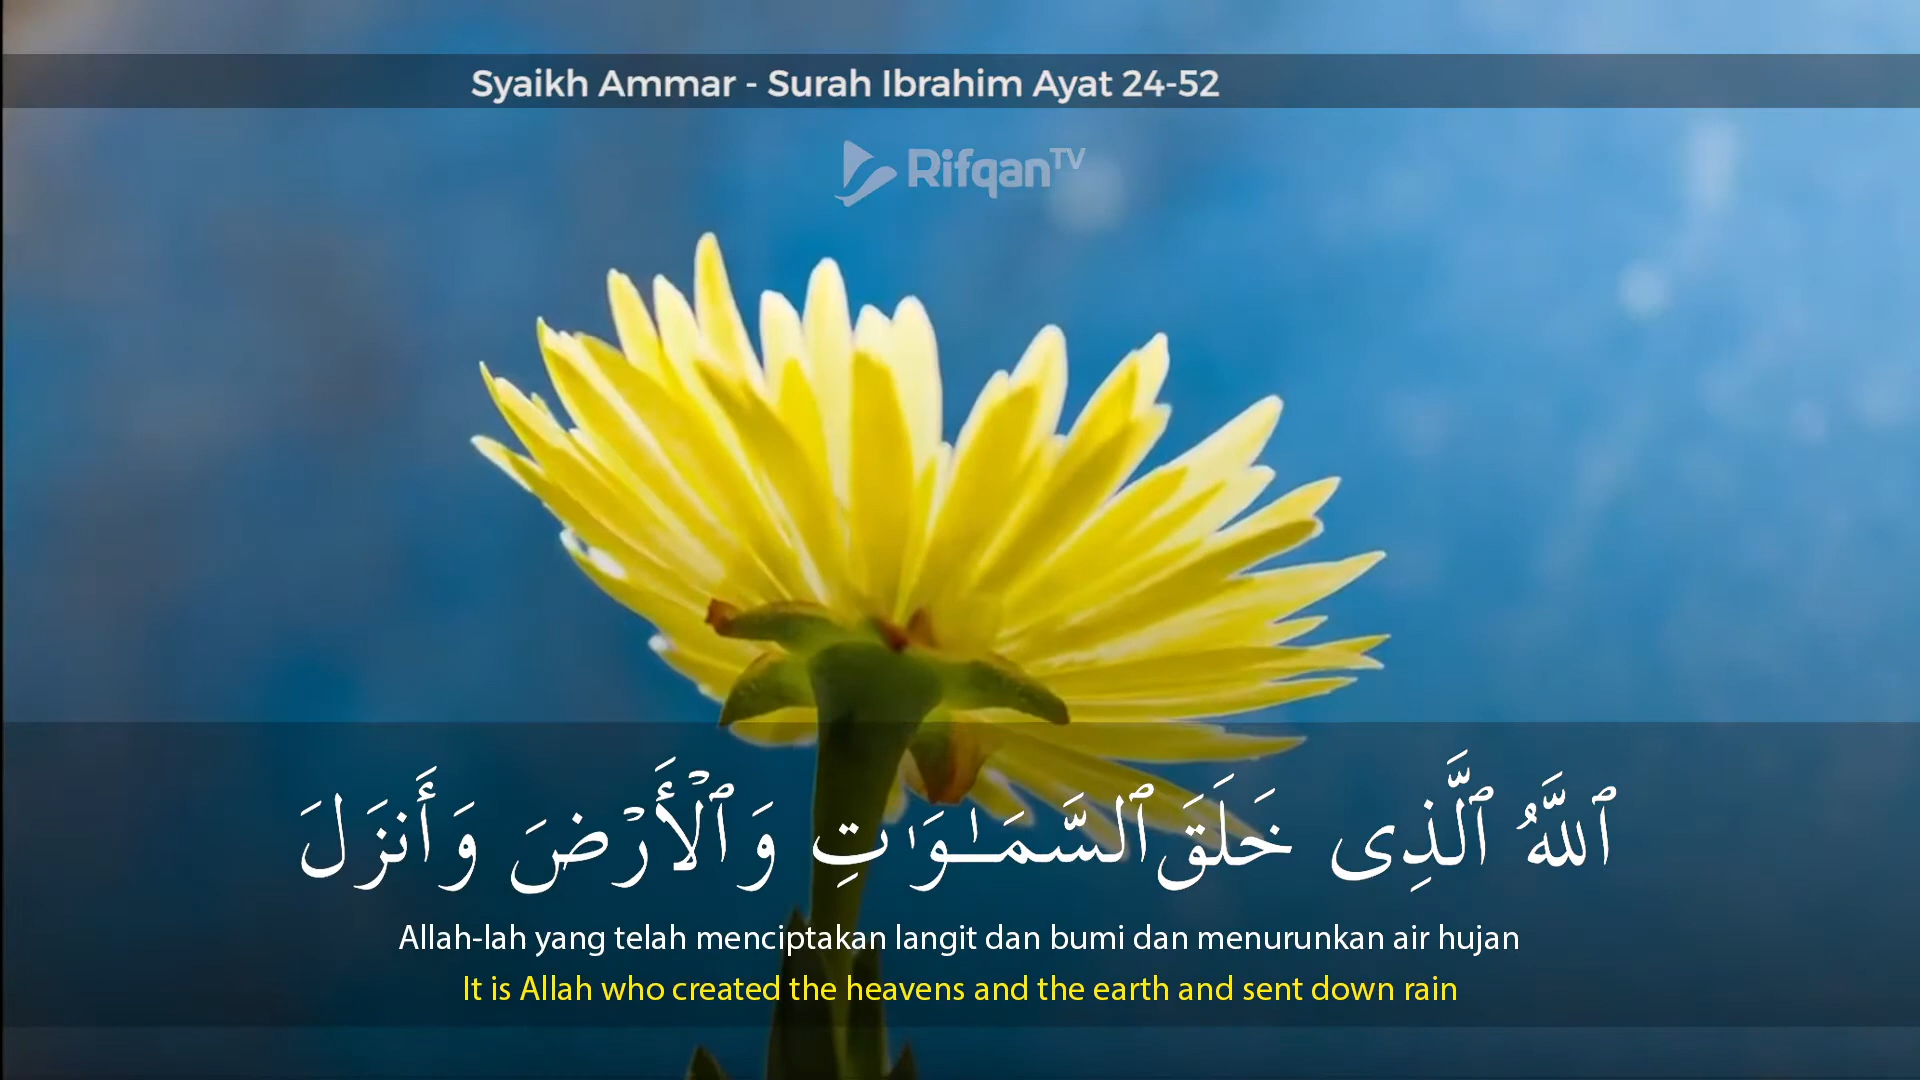 Syaikh Ammar - Surah Ibrahim Ayat 24-52
RifqanTV
ٱللَّهُ ٱلَّذِى خَلَقَ ٱلسَّمَـٰوَٰتِ وَٱلْأَرْضَ وَأَنزَلَ
Allah-lah yang telah menciptakan langit dan bumi dan menurunkan air hujan
It is Allah who created the heavens and the earth and sent down rain